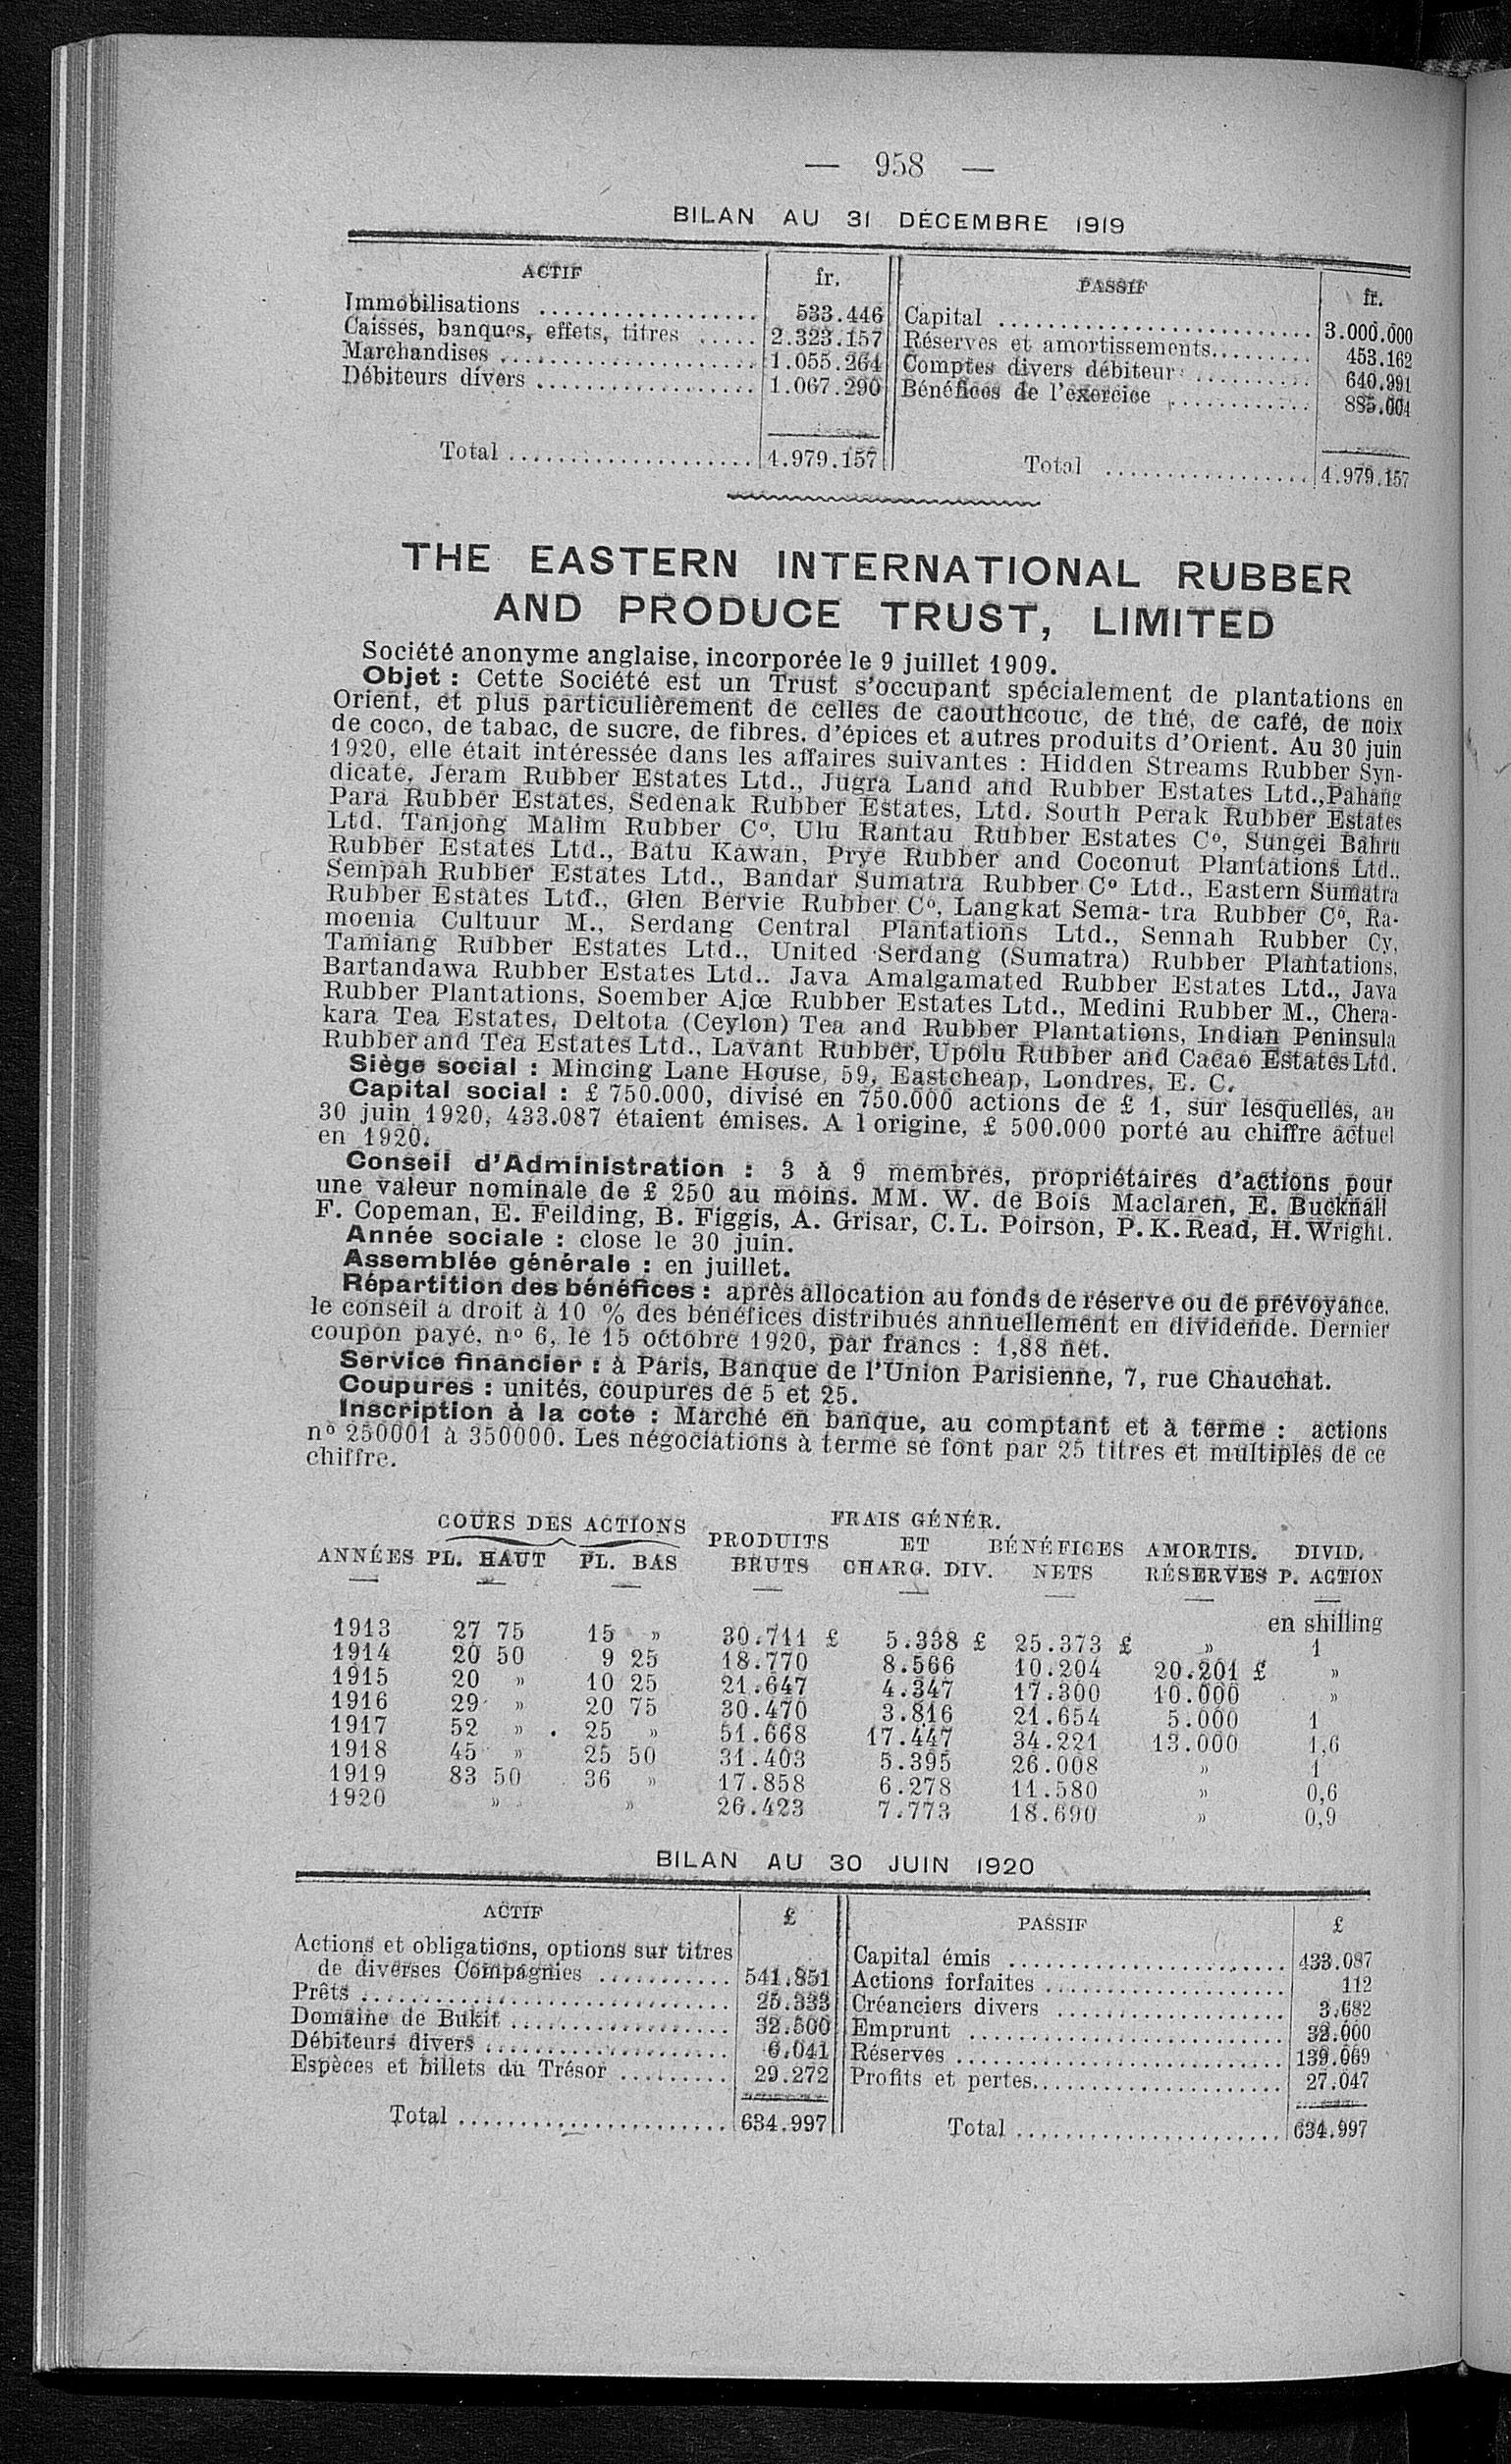 — 958 —
BILAN AU 31 DÉCEMBRE 1919
ACTIF fr.
Immobilisations .................. 533.446
Caisses, banques, effets, titres ..... 2.323.157
Marchandises ..................... 1.055.264
Débiteurs divers .................. 1.067.290
Total .................... 4.979.157
PASSIF fr.
Capital .......................... 3.000.000
Réserves et amortissements......... 453.162
Comptes divers débiteur .......... 640.991
Bénéfices de l'exercice ............ 885.004
Total ................. 4.979.157
THE EASTERN INTERNATIONAL RUBBER
AND PRODUCE TRUST, LIMITED
Société anonyme anglaise, incorporée le 9 juillet 1909.
Objet : Cette Société est un Trust s'occupant spécialement de plantations en
Orient, et plus particulièrement de celles de caouthcouc, de thé, de café, de noix
de coco, de tabac, de sucre, de fibres, d'épices et autres produits d'Orient. Au 30 juin
1920, elle était intéressée dans les affaires suivantes : Hidden Streams Rubber Syn-
dicate, Jeram Rubber Estates Ltd., Jugra Land and Rubber Estates Ltd., Pahang
Para Rubber Estates, Sedenak Rubber Estates, Ltd. South Perak Rubber Estates
Ltd. Tanjong Malim Rubber Cº, Ulu Rantau Rubber Estates Cº, Sungei Bahru
Rubber Estates Ltd., Batu Kawan, Prye Rubber and Coconut Plantations Ltd.,
Sempah Rubber Estates Ltd., Bandar Sumatra Rubber Cº Ltd., Eastern Sumatra
Rubber Estates Ltd., Glen Bervie Rubber Cº, Langkat Sema- tra Rubber Cº, Ra-
moenia Cultuur M., Serdang Central Plantations Ltd., Sennah Rubber Cy,
Tamiang Rubber Estates Ltd., United Serdang (Sumatra) Rubber Plantations,
Bartandawa Rubber Estates Ltd.. Java Amalgamated Rubber Estates Ltd., Java
Rubber Plantations, Soember Ajœ Rubber Estates Ltd., Medini Rubber M., Chera-
kara Tea Estates, Deltota (Ceylon) Tea and Rubber Plantations, Indian Peninsula
Rubber and Tea Estates Ltd., Lavant Rubber, Upolu Rubber and Cacao Estates Ltd.
Siège social : Mincing Lane House, 59, Eastcheap, Londres, E. C.
Capital social : £ 750.000, divisé en 750.000 actions de £ 1, sur lesquelles, au
30 juin 1920, 433.087 étaient émises. A l origine, £ 500.000 porté au chiffre actuel
en 1920.
Conseil d'Administration : 3 à 9 membres, propriétaires d'actions pour
une valeur nominale de £ 250 au moins. MM. W. de Bois Maclaren, E. Bucknall
F. Copeman, E. Feilding, B. Figgis, A. Grisar, C. L. Poirson, P. K. Read, H. Wright.
Année sociale : close le 30 juin.
Assemblée générale : en juillet.
Répartition des bénéfices : après allocation au fonds de réserve ou de prévoyance,
le conseil a droit à 10 % des bénéfices distribués annuellement en dividende. Dernier
coupon payé, nº 6, le 15 octobre 1920, par francs : 1,88 net.
Service financier : à Paris, Banque de l'Union Parisienne, 7, rue Chauchat.
Coupures : unités, coupures de 5 et 25.
Inscription à la cote : Marché en banque, au comptant et à terme : actions
nº 250001 à 350000. Les négociations à terme se font par 25 titres et multiples de ce
chiffre.
COURS DES ACTIONS FRAIS GÉNÉR.
PRODUITS ET BÉNÉFICES AMORTIS. DIVID.
ANNÉES PL. HAUT PL. BAS BRUTS CHARG. DIV. NETS RÉSERVES P. ACTION
en shilling
1913 27 75 15 » 30.711 £ 5.338 £ 25.373 £ » 1
1914 20 50 9 25 18.770 8.566 10.204 20.201 £ »
1915 20 » 10 25 21.647 4.347 17.300 10.000 »
1916 29 » 20 75 30.470 3.816 21.654 5.000 1
1917 52 » 25 » 51.668 17.447 34.221 13.000 1,6
1918 45 » 25 50 31.403 5.395 26.008 » 1
1919 83 50 36 » 17.858 6.278 11.580 » 0,6
1920 » » 26.423 7.773 18.690 » 0,9
BILAN AU 30 JUIN 1920
ACTIF £
Actions et obligations, options sur titres
de diverses Compagnies ........... 541.851
Prêts .............................. 25.333
Domaine de Bukit .................. 32.500
Débiteurs divers .................... 6.041
Espèces et billets du Trésor ......... 29.272
Total ...................... 634.997
PASSIF £
Capital émis ....................... 433.087
Actions forfaites .................... 112
Créanciers divers ................... 3.682
Emprunt .......................... 32.000
Réserves ........................... 139.069
Profits et pertes..................... 27.047
Total ...................... 634.997